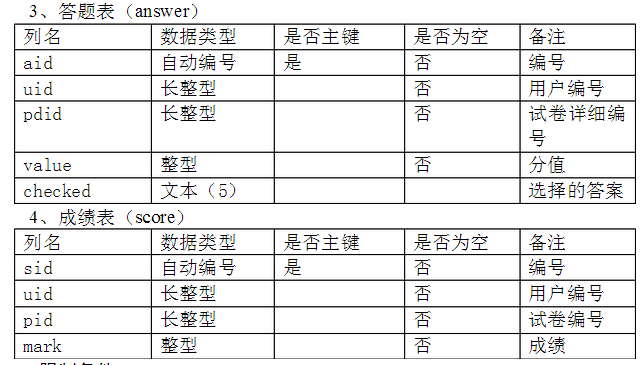 3、答题表（answer）
列名 数据类型 是否主键 是否为空 备注
aid 自动编号 是 否 编号
uid 长整型 否 用户编号
pdid 长整型 否 试卷详细编
号
value 整型 否 分值
checked 文本（5） 选择的答案
4、成绩表（score）
列名 数据类型 是否主键 是否为空 备注
sid 自动编号 是 否 编号
uid 长整型 否 用户编号
pid 长整型 否 试卷编号
mark 整型 否 成绩